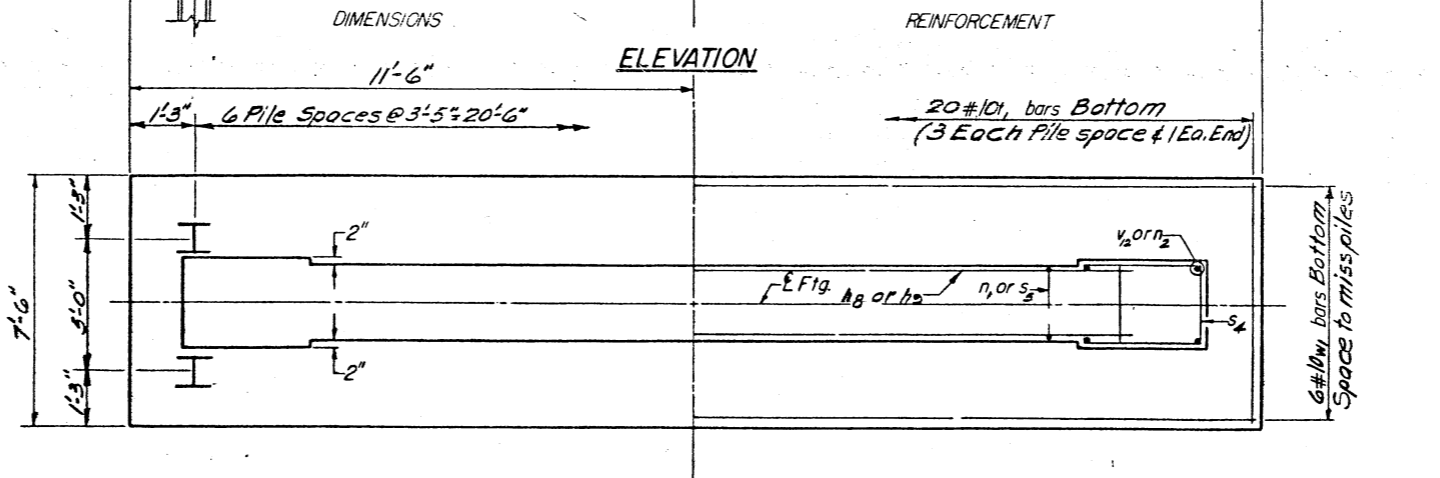 DIMENSIONS
REINFORCEMENT
ELEVATION
11'-6"
1'-3"
6 Pile Spaces @ 3'-5" = 20'-6"
20 #10t₁ bars Bottom
(3 Each Pile space & 1 Ea. End)
1'-3"
2"
v₁₂ or n₂
7'-6"
5'-0"
℄ Ftg.
h₈ or h₉
n₁ or s₅
s₄
6 #10w₁ bars Bottom
Space to miss piles
1'-3"
2"